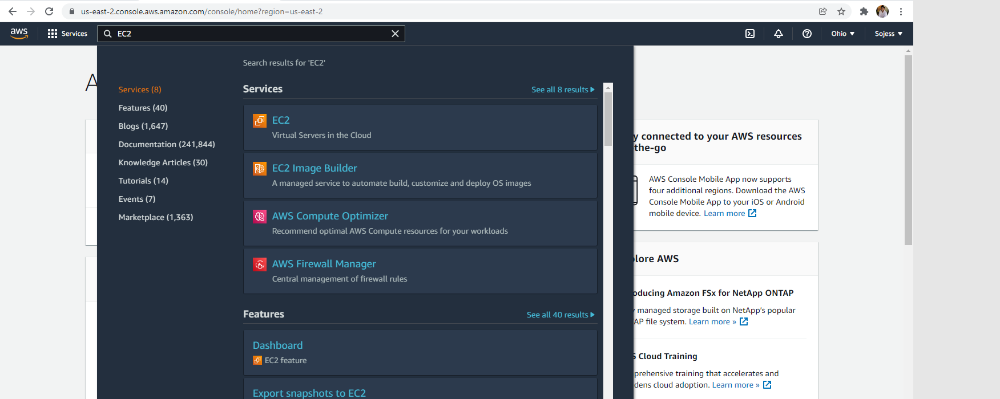 us-east-2.console.aws.amazon.com/console/home?region=us-east-2
aws
Services
EC2
Ohio
Sojess
A
Search results for 'EC2'
Services (8)
Features (40)
Blogs (1,647)
Documentation (241,844)
Knowledge Articles (30)
Tutorials (14)
Events (7)
Marketplace (1,363)
Services
See all 8 results
EC2
Virtual Servers in the Cloud
EC2 Image Builder
A managed service to automate build, customize and deploy OS images
AWS Compute Optimizer
Recommend optimal AWS Compute resources for your workloads
AWS Firewall Manager
Central management of firewall rules
Features
See all 40 results
Dashboard
EC2 feature
Export snapshots to EC2
y connected to your AWS resources
the-go
AWS Console Mobile App now supports
four additional regions. Download the AWS
Console Mobile App to your iOS or Android
mobile device. Learn more
lore AWS
oducing Amazon FSx for NetApp ONTAP
managed storage built on NetApp's popular
AP file system. Learn more »
S Cloud Training
prehensive training that accelerates and
dens cloud adoption. Learn more »